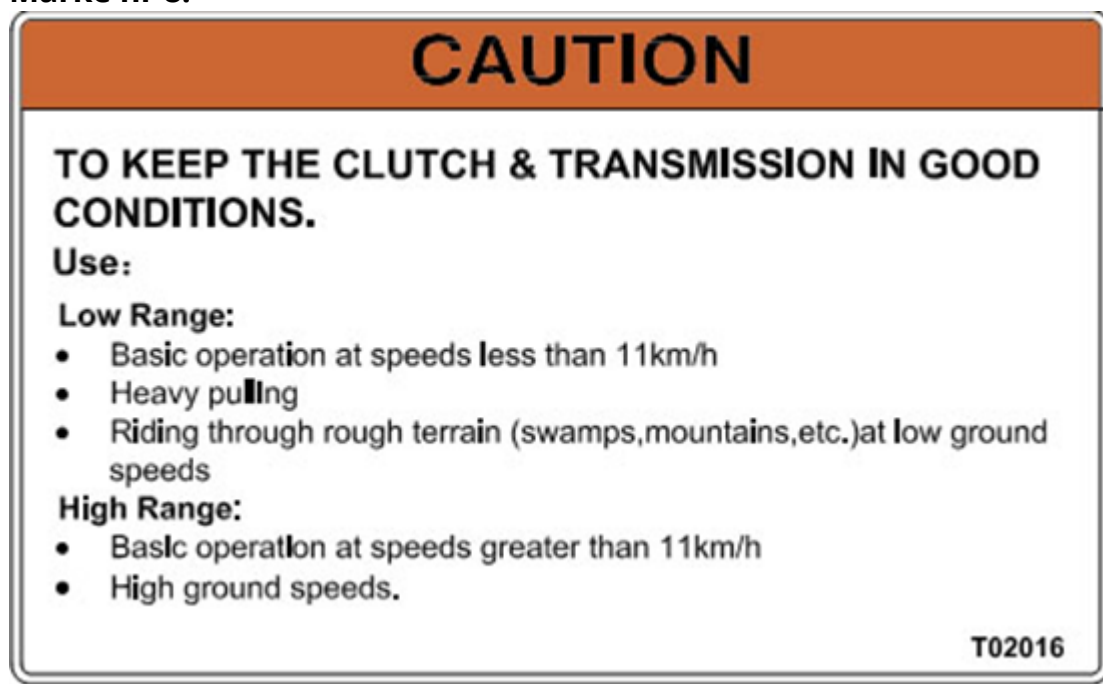 CAUTION
TO KEEP THE CLUTCH & TRANSMISSION IN GOOD
CONDITIONS.
Use:
Low Range:
• Basic operation at speeds less than 11km/h
• Heavy pulling
• Riding through rough terrain (swamps,mountains,etc.)at low ground
speeds
High Range:
• Basic operation at speeds greater than 11km/h
• High ground speeds.
T02016